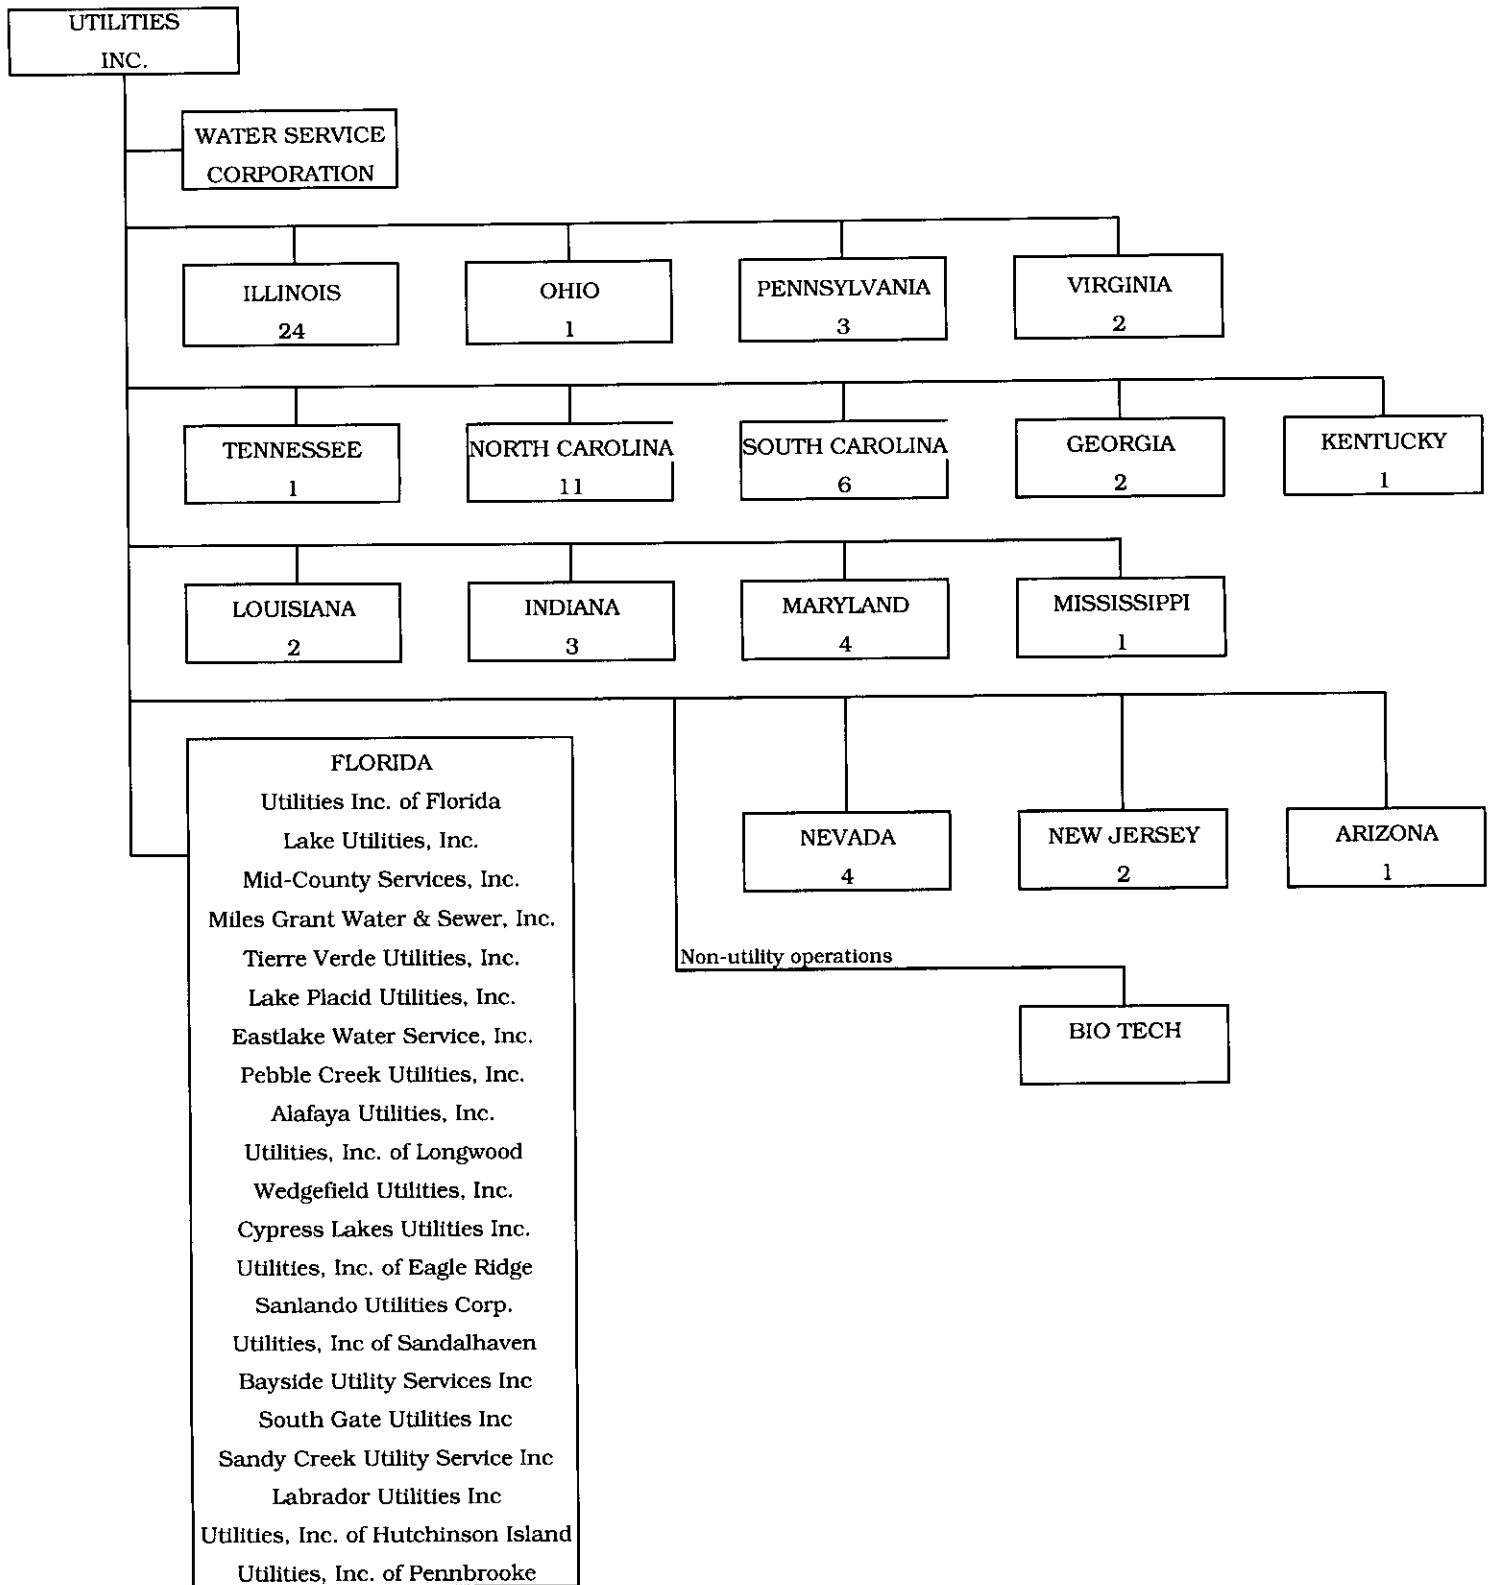 UTILITIES
INC.
WATER SERVICE
CORPORATION
ILLINOIS
24
OHIO
1
PENNSYLVANIA
3
VIRGINIA
2
TENNESSEE
1
NORTH CAROLINA
11
SOUTH CAROLINA
6
GEORGIA
2
KENTUCKY
1
LOUISIANA
2
INDIANA
3
MARYLAND
4
MISSISSIPPI
1
FLORIDA
Utilities Inc. of Florida
Lake Utilities, Inc.
Mid-County Services, Inc.
Miles Grant Water & Sewer, Inc.
Tierre Verde Utilities, Inc.
Lake Placid Utilities, Inc.
Eastlake Water Service, Inc.
Pebble Creek Utilities, Inc.
Alafaya Utilities, Inc.
Utilities, Inc. of Longwood
Wedgefield Utilities, Inc.
Cypress Lakes Utilities Inc.
Utilities, Inc. of Eagle Ridge
Sanlando Utilities Corp.
Utilities, Inc of Sandalhaven
Bayside Utility Services Inc
South Gate Utilities Inc
Sandy Creek Utility Service Inc
Labrador Utilities Inc
Utilities, Inc. of Hutchinson Island
Utilities, Inc. of Pennbrooke
NEVADA
4
NEW JERSEY
2
ARIZONA
1
Non-utility operations
BIO TECH